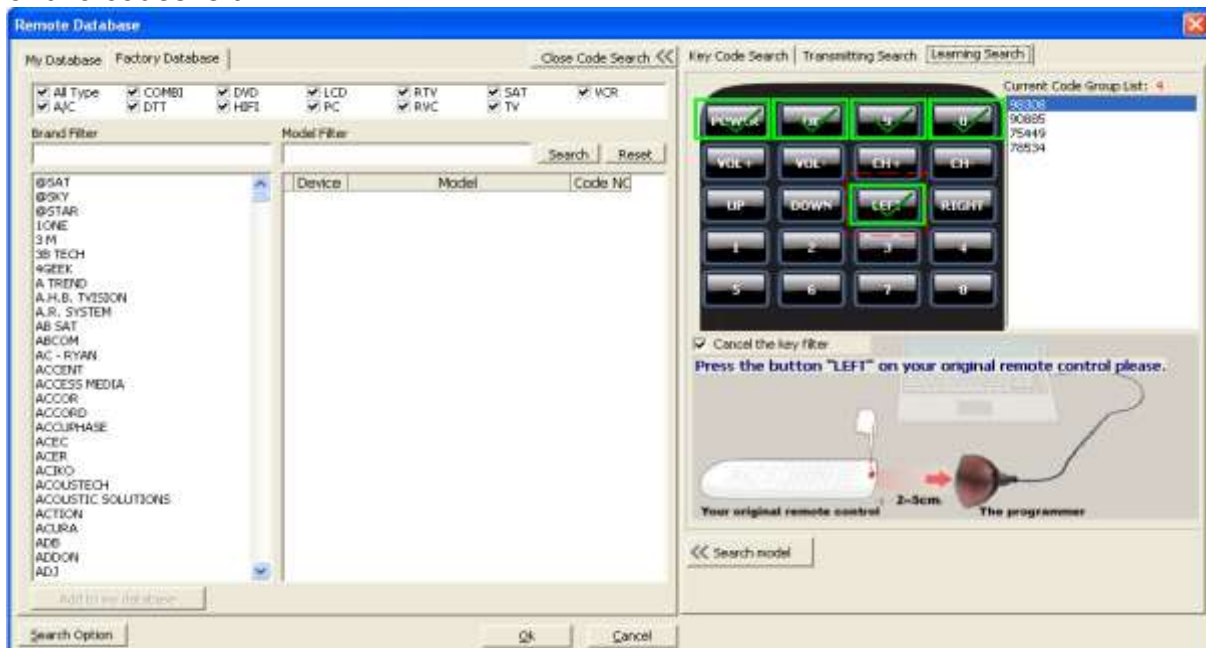 Remote Database
My Database Factory Database Close Code Search <<
All Type COMBI DVD LCD RTV SAT VCR
A/C DTT HIFI PC RVC TV
Brand Filter Model Filter
Search Reset
Device Model Code NO
@SAT
@SKY
@STAR
1ONE
3 M
3B TECH
4GEEK
A TREND
A.H.B. TVISION
A.R. SYSTEM
AB SAT
ABCOM
AC - RYAN
ACCENT
ACCESS MEDIA
ACCOR
ACCORD
ACCUPHASE
ACEC
ACER
ACIKO
ACOUSTECH
ACOUSTIC SOLUTIONS
ACTION
ACURA
ADB
ADDON
ADJ
Add to my database
Search Option Ok Cancel
Key Code Search Transmitting Search Learning Search
Current Code Group List: 4
98308
90885
75449
78534
POWER OK 9 0
VOL + VOL- CH + CH-
UP DOWN LEFT RIGHT
1 2 3 4
5 6 7 8
Cancel the key filter
Press the button "LEFT" on your original remote control please.
2~5cm
Your original remote control The programmer
<< Search model